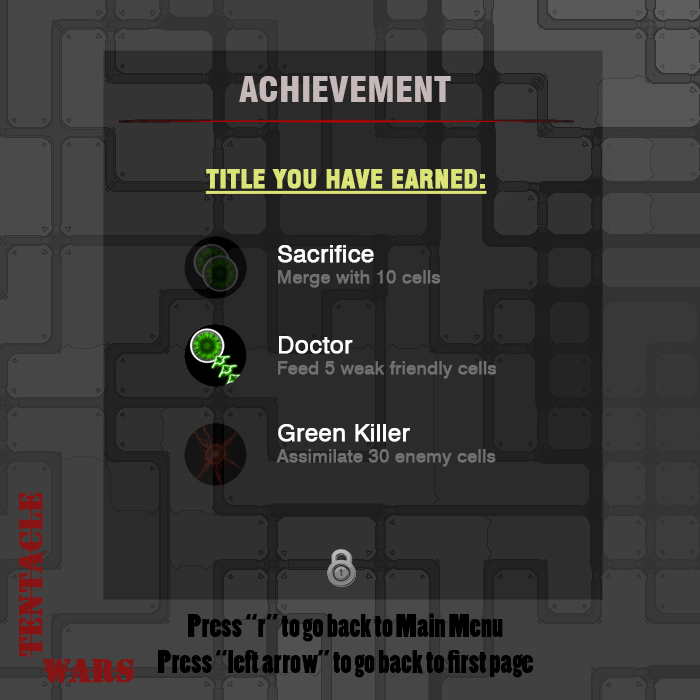 ACHIEVEMENT
TITLE YOU HAVE EARNED:
Sacrifice
Merge with 10 cells
Doctor
Feed 5 weak friendly cells
Green Killer
Assimilate 30 enemy cells
TENTACLE
WARS
Press “r” to go back to Main Menu
Press “left arrow” to go back to first page